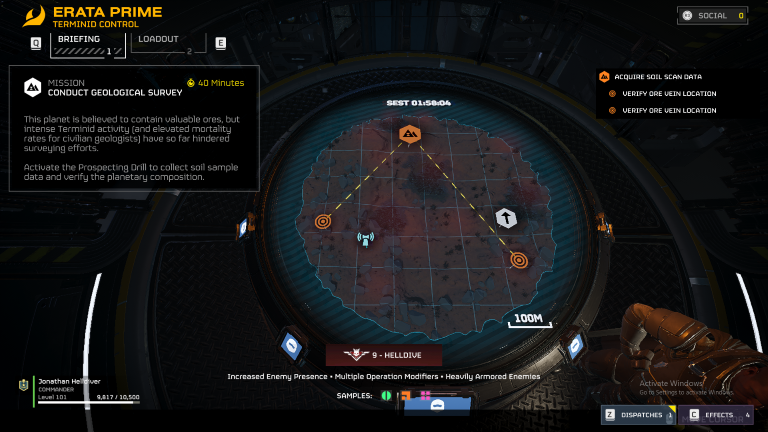 ERATA PRIME
TERMINID CONTROL
SOCIAL 0
Q BRIEFING 1 LOADOUT 2 E
MISSION
CONDUCT GEOLOGICAL SURVEY
40 Minutes
This planet is believed to contain valuable ores, but
intense Terminid activity (and elevated mortality
rates for civilian geologists) have so far hindered
surveying efforts.
Activate the Prospecting Drill to collect soil sample
data and verify the planetary composition.
ACQUIRE SOIL SCAN DATA
VERIFY ORE VEIN LOCATION
VERIFY ORE VEIN LOCATION
SEST 01:58:04
100M
9 - HELLDIVE
Increased Enemy Presence • Multiple Operation Modifiers • Heavily Armored Enemies
SAMPLES:
Jonathan Helldiver
COMMANDER
Level 101 9,817 / 10,500
Activate Windows
Go to Settings to activate Windows.
Z DISPATCHES 1 C EFFECTS 4
CURSOR